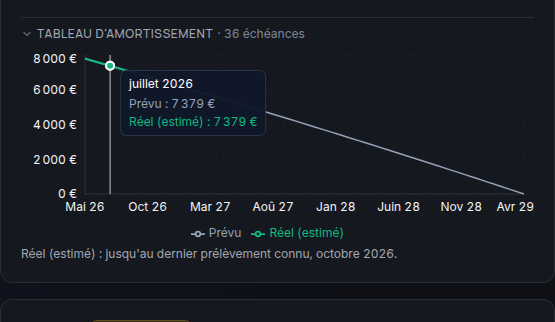 TABLEAU D'AMORTISSEMENT · 36 échéances
8 000 €
juillet 2026
6 000 €
Prévu : 7 379 €
Réel (estimé) : 7 379 €
4 000 €
2 000 €
0 €
Mai 26 Oct 26 Mar 27 Aoû 27 Jan 28 Juin 28 Nov 28 Avr 29
Prévu Réel (estimé)
Réel (estimé) : jusqu'au dernier prélèvement connu, octobre 2026.